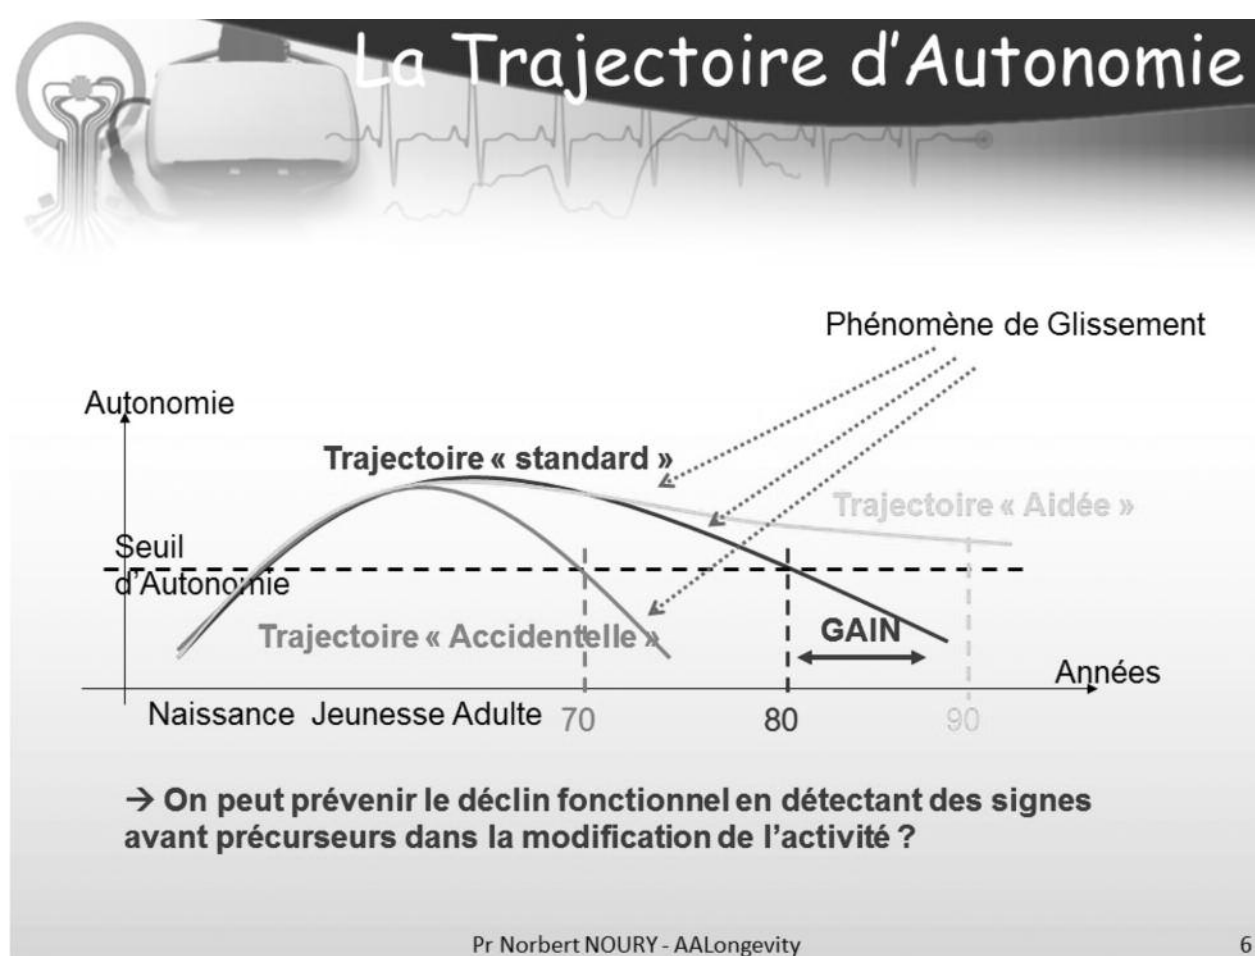 La Trajectoire d'Autonomie
Phénomène de Glissement
Autonomie
Trajectoire « standard »
Trajectoire « Aidée »
Seuil
d'Autonomie
Trajectoire « Accidentelle »
GAIN
Années
Naissance Jeunesse Adulte 70 80 90
→ On peut prévenir le déclin fonctionnel en détectant des signes
avant précurseurs dans la modification de l'activité ?
Pr Norbert NOURY - AALongevity 6